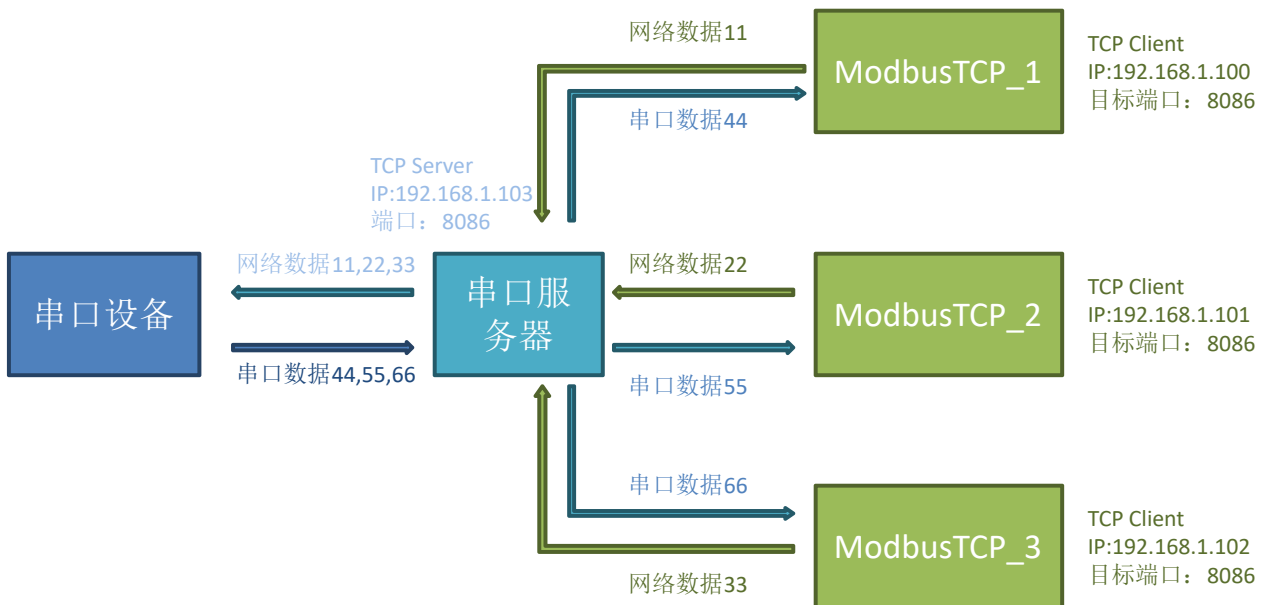 网络数据11
ModbusTCP_1
TCP Client
IP:192.168.1.100
目标端口：8086
串口数据44
TCP Server
IP:192.168.1.103
端口：8086
串口设备
网络数据11,22,33
串口数据44,55,66
串口服
务器
网络数据22
串口数据55
ModbusTCP_2
TCP Client
IP:192.168.1.101
目标端口：8086
串口数据66
网络数据33
ModbusTCP_3
TCP Client
IP:192.168.1.102
目标端口：8086